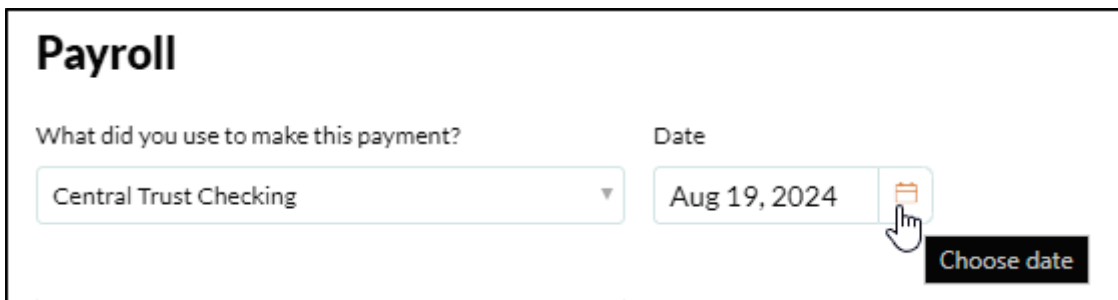 Payroll
What did you use to make this payment?
Date
Central Trust Checking
Aug 19, 2024
Choose date